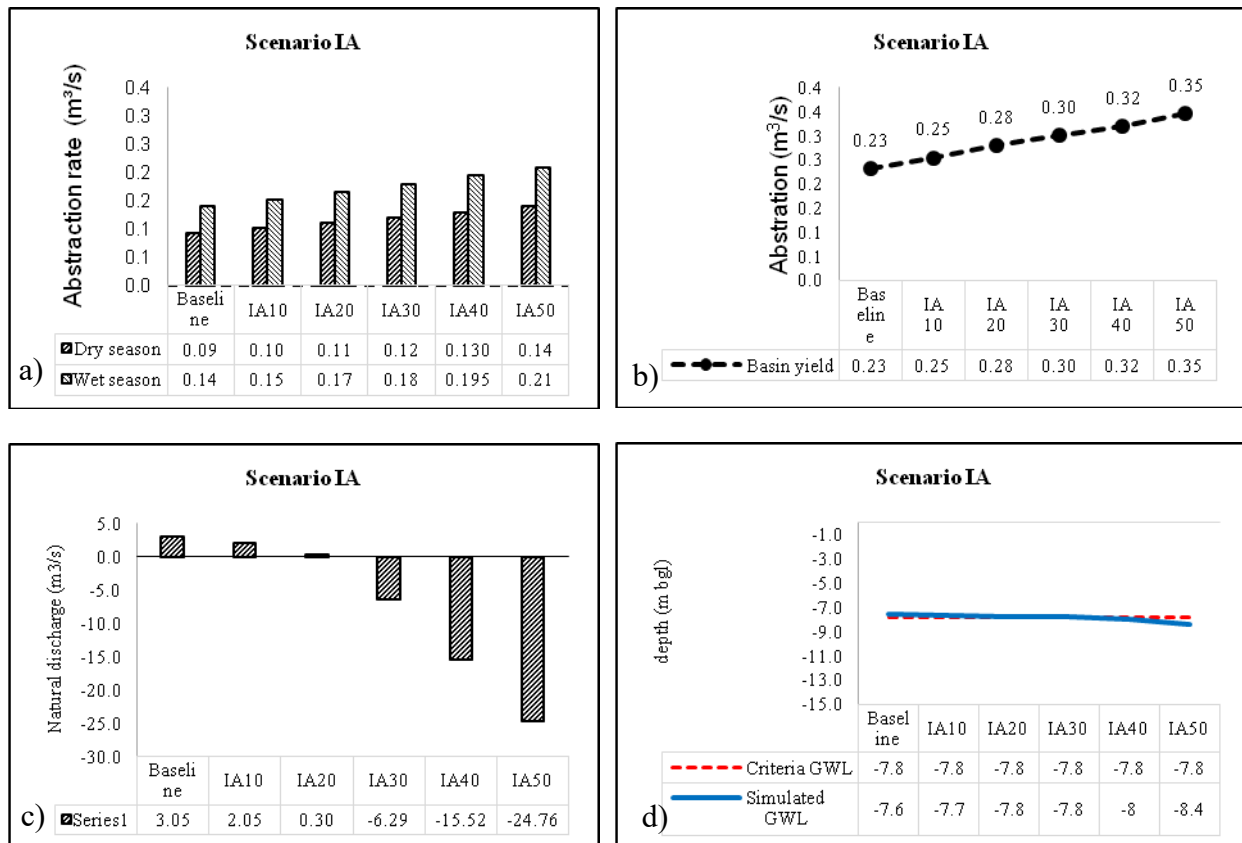 Scenario IA
Abstraction rate (m³/s)
0.4
0.3
0.3
0.2
0.2
0.1
0.1
0.0
Baseli
ne
IA10
IA20
IA30
IA40
IA50
Dry season 0.09 0.10 0.11 0.12 0.130 0.14
Wet season 0.14 0.15 0.17 0.18 0.195 0.21
a)
Scenario IA
Abstration (m³/s)
0.4
0.4
0.3
0.3
0.2
0.2
0.1
0.1
0.0
0.23
0.25
0.28
0.30
0.32
0.35
Bas
elin
e
IA
10
IA
20
IA
30
IA
40
IA
50
Basin yield 0.23 0.25 0.28 0.30 0.32 0.35
b)
Scenario IA
Natural discharge (m3/s)
5.0
0.0
-5.0
-10.0
-15.0
-20.0
-25.0
-30.0
Baseli
ne
IA10
IA20
IA30
IA40
IA50
Series1 3.05 2.05 0.30 -6.29 -15.52 -24.76
c)
Scenario IA
depth (m bgl)
-1.0
-3.0
-5.0
-7.0
-9.0
-11.0
-13.0
-15.0
Basel
ine
IA10
IA20
IA30
IA40
IA50
Criteria GWL -7.8 -7.8 -7.8 -7.8 -7.8 -7.8
Simulated
GWL
-7.6 -7.7 -7.8 -7.8 -8 -8.4
d)